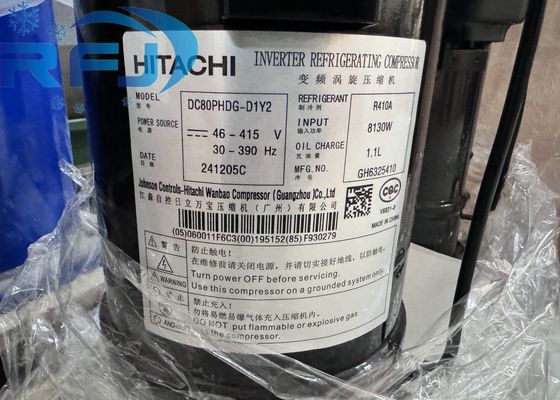 RFJ
HITACHI
INVERTER REFRIGERATING COMPRESSOR
变频涡旋压缩机
MODEL
型号
DC80PHDG-D1Y2
REFRIGERANT
制冷剂
R410A
POWER SOURCE
电源
46-415 V
30-390 Hz
INPUT
输入功率
8130W
OIL CHARGE
充油量
1.1L
DATE
日期
241205C
MFG.NO.
编号
GH6325410
Johnson Controls-Hitachi Wanbao Compressor (Guangzhou )Co.,Ltd
江森自控日立万宝压缩机(广州)有限公司
(05)060011F6C3(00)195152(85)F930279
CBC
V6821-P
MADE IN CHINA
防止触电!
在维修前请关闭电源,并请切实接好地线,以防触电。
Turn power OFF before servicing.
Use this compressor on a grounded system only.
禁止充入!
勿将易燃易爆气体充入压缩机内。
DO NOT put flammable or explosive gas
into the compressor.